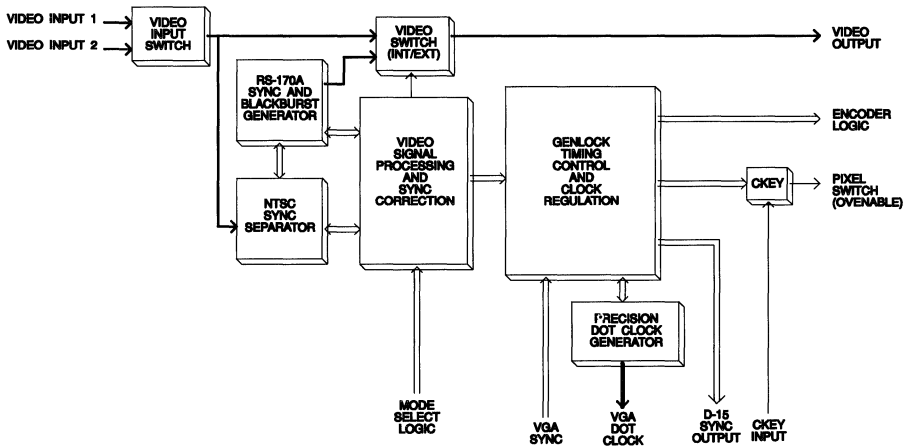 VIDEO INPUT 1
VIDEO INPUT 2
VIDEO
INPUT
SWITCH
VIDEO
SWITCH
(INT/EXT)
VIDEO
OUTPUT
RS-170A
SYNC AND
BLACKBURST
GENERATOR
VIDEO
SIGNAL
PROCESSING
AND
SYNC
CORRECTION
GENLOCK
TIMING
CONTROL
AND
CLOCK
REGULATION
ENCODER
LOGIC
CKEY
PIXEL
SWITCH
(OVENABLE)
NTSC
SYNC
SEPARATOR
PRECISION
DOT CLOCK
GENERATOR
MODE
SELECT
LOGIC
VGA
SYNC
VGA
DOT
CLOCK
D-15
SYNC
OUTPUT
CKEY
INPUT